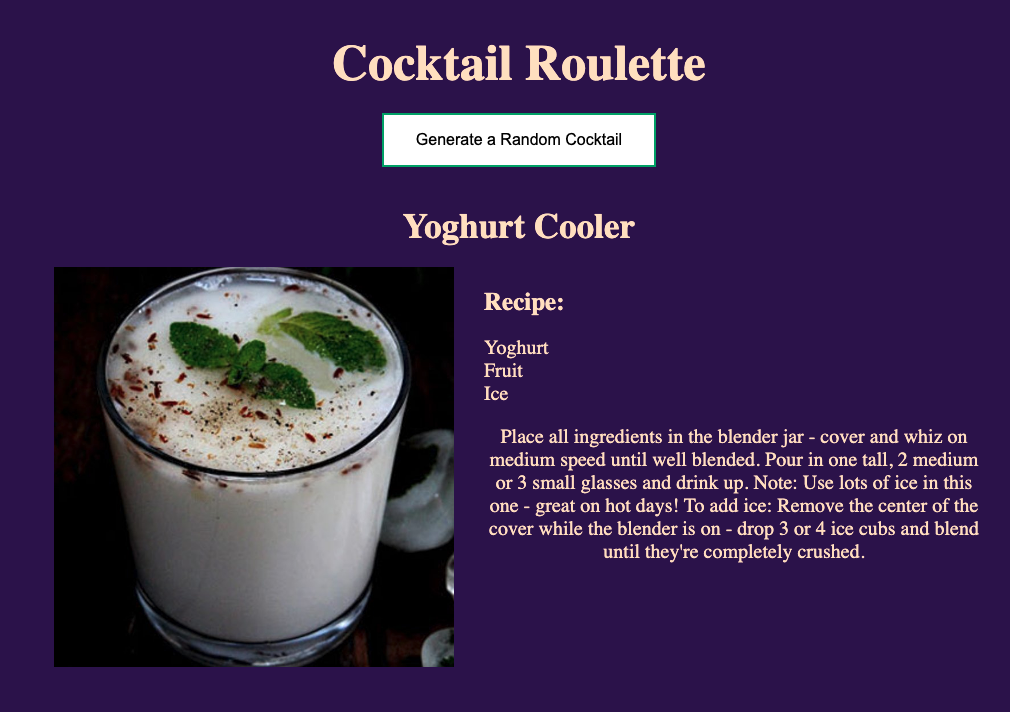 Cocktail Roulette
Generate a Random Cocktail
Yoghurt Cooler
Recipe:
Yoghurt
Fruit
Ice
Place all ingredients in the blender jar - cover and whiz on
medium speed until well blended. Pour in one tall, 2 medium
or 3 small glasses and drink up. Note: Use lots of ice in this
one - great on hot days! To add ice: Remove the center of the
cover while the blender is on - drop 3 or 4 ice cubs and blend
until they're completely crushed.